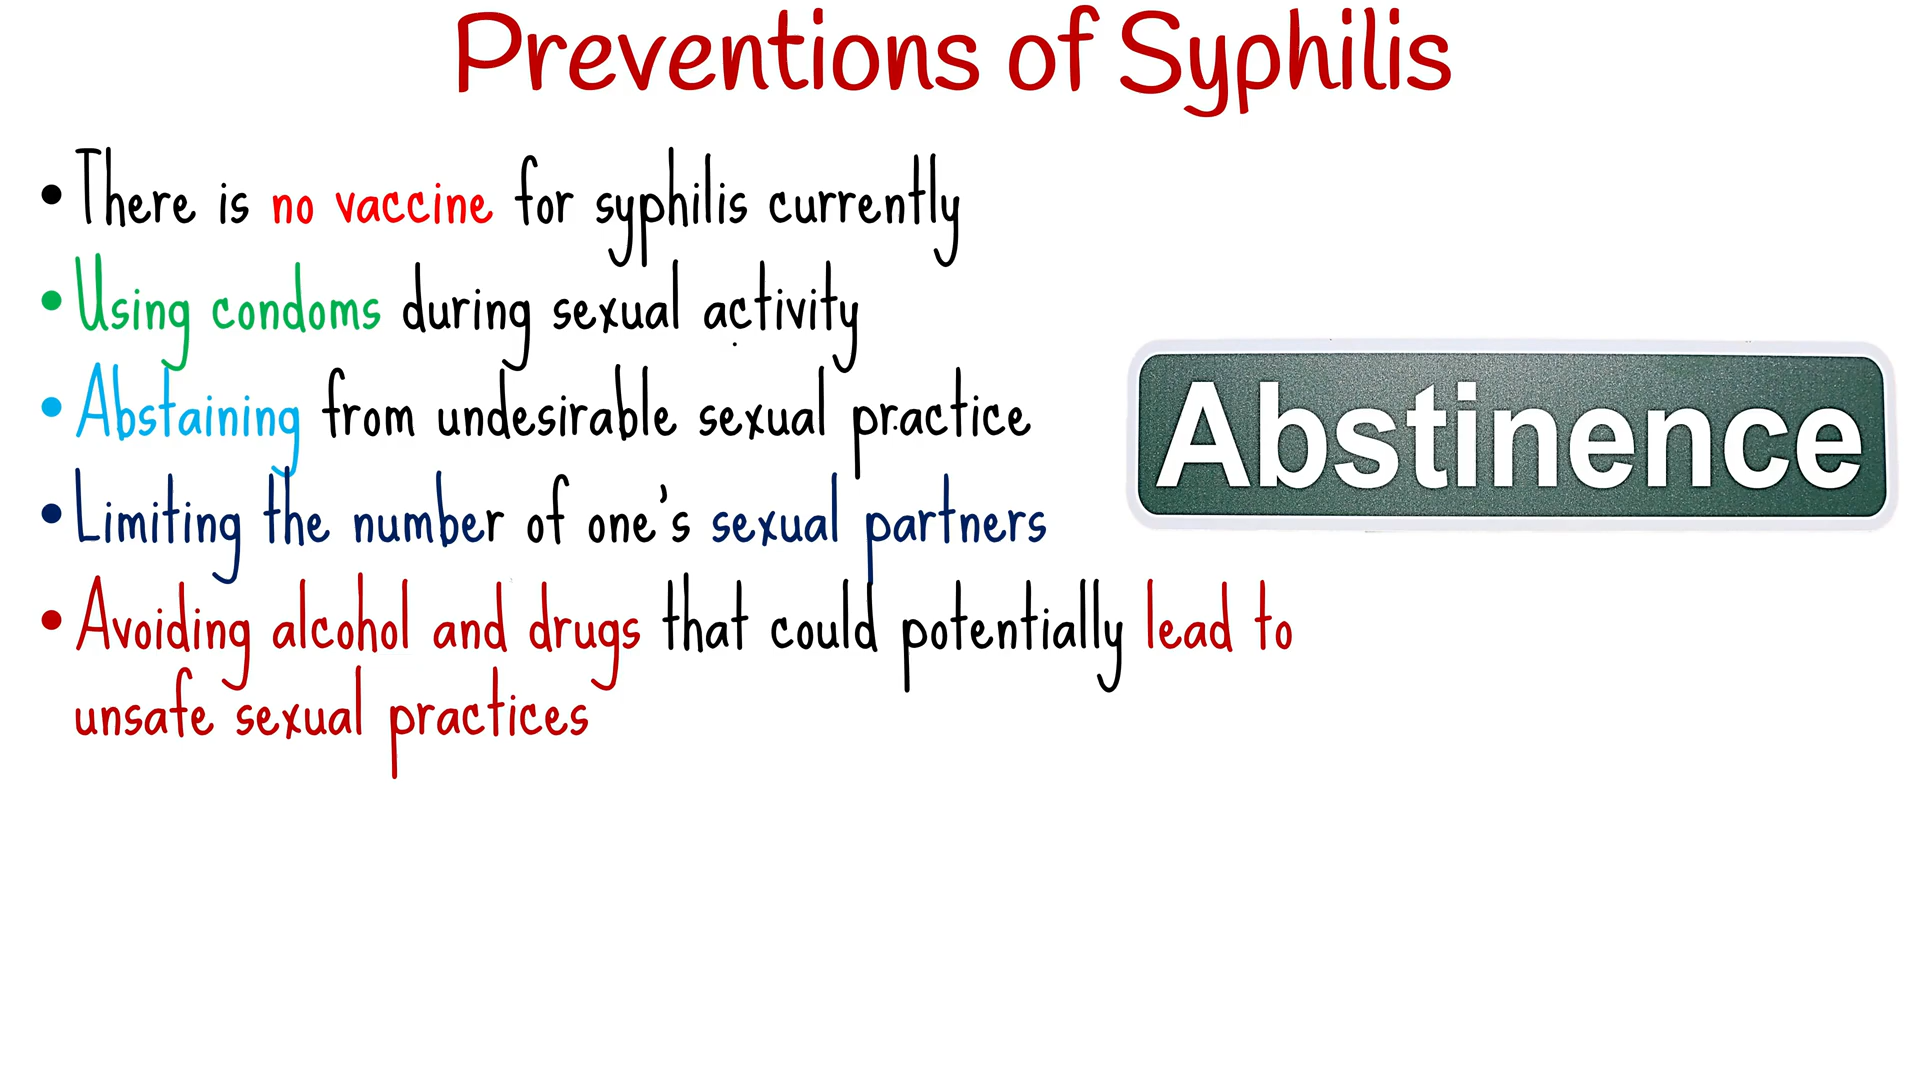 Preventions of Syphilis
• There is no vaccine for syphilis currently
• Using condoms during sexual activity
• Abstaining from undesirable sexual practice
Abstinence
• Limiting the number of one's sexual partners
• Avoiding alcohol and drugs that could potentially lead to
unsafe sexual practices